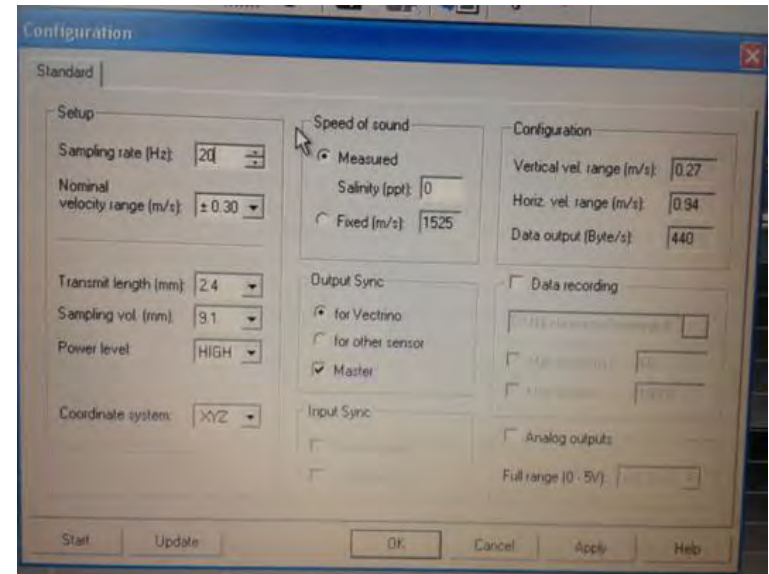 Configuration
Standard
Setup
Sampling rate (Hz): 20
Nominal
velocity range (m/s): ± 0.30
Transmit length (mm): 2.4
Sampling vol. (mm): 9.1
Power level: HIGH
Coordinate system: XYZ
Speed of sound
Measured
Salinity (ppt): 0
Fixed (m/s): 1525
Output Sync
for Vectrino
for other sensor
Master
Input Sync
Configuration
Vertical vel. range (m/s): 0.27
Horiz. vel. range (m/s): 0.94
Data output (Byte/s): 440
Data recording
Analog outputs
Full range (0 - 5V):
Start Update OK Cancel Apply Help